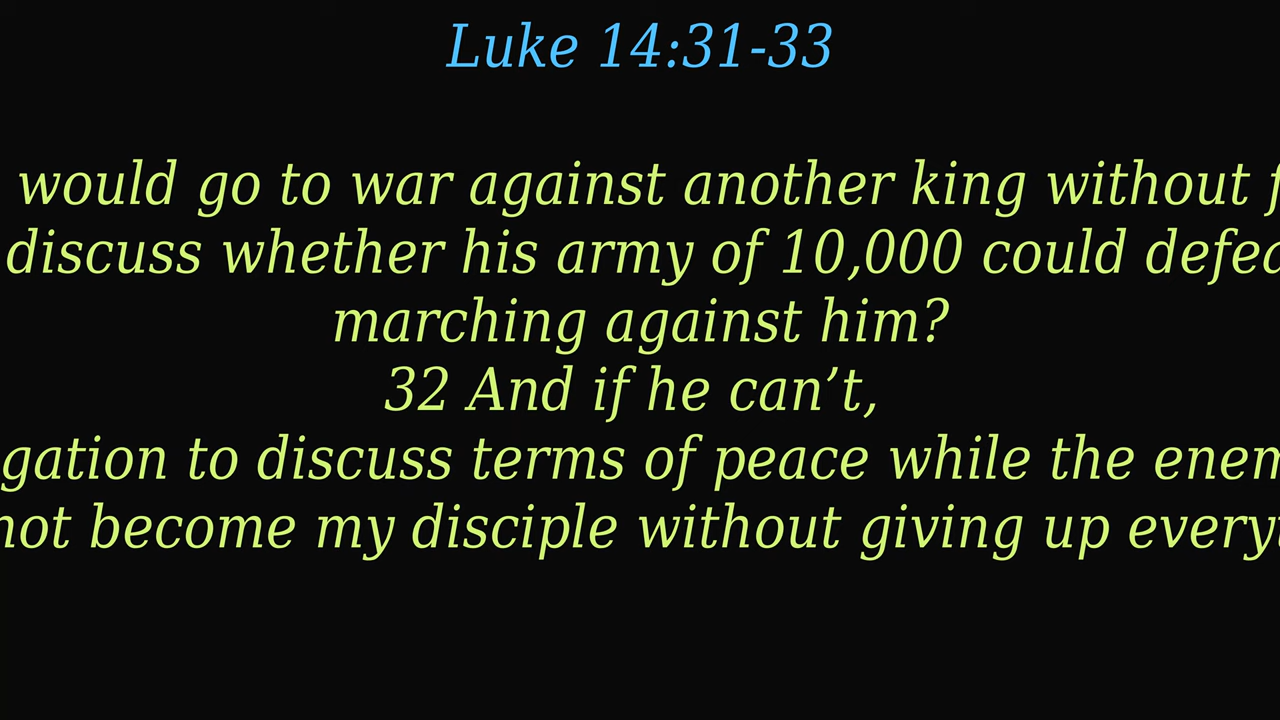 Luke 14:31-33
would go to war against another king without
discuss whether his army of 10,000 could
marching against him?
32 And if he can’t,
to discuss terms of peace while the
become my disciple without giving up